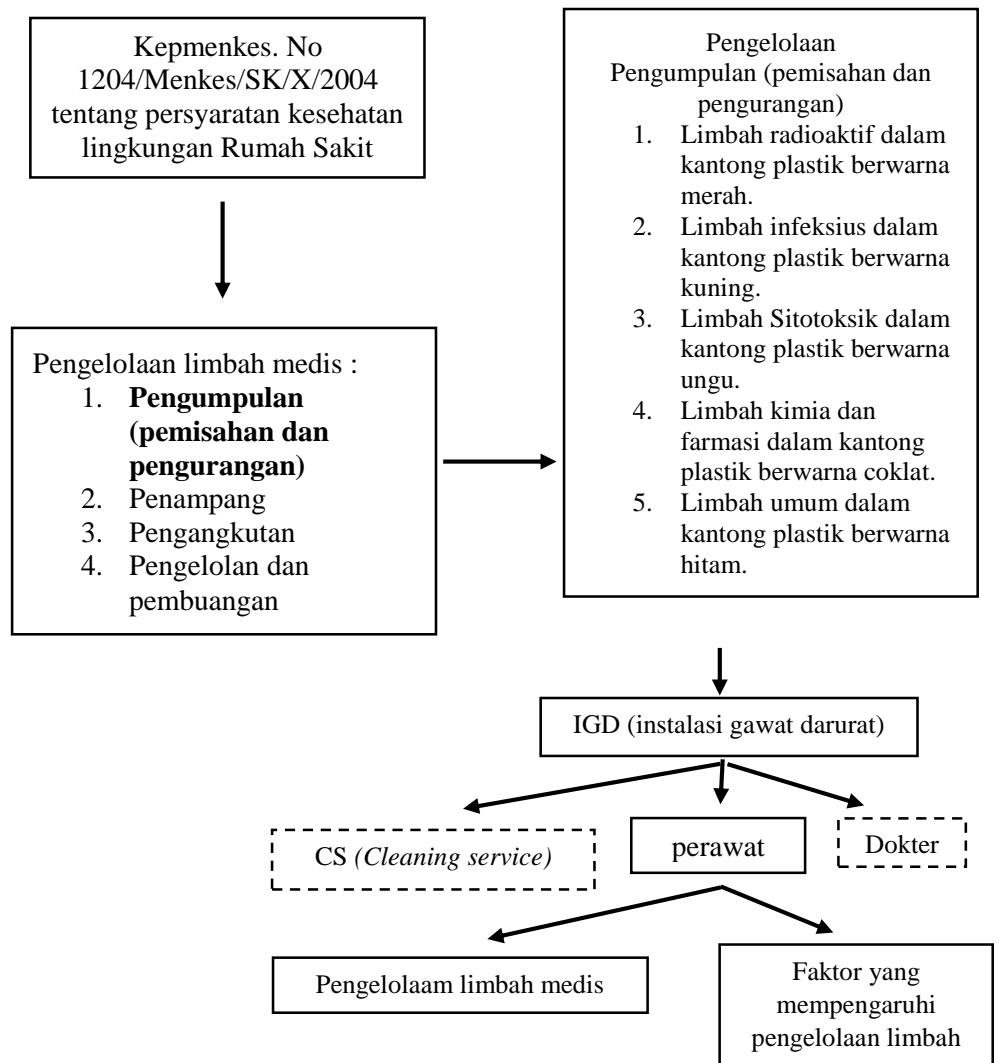 Kepmenkes. No
1204/Menkes/SK/X/2004
tentang persyaratan kesehatan
lingkungan Rumah Sakit
Pengelolaan limbah medis :
1. Pengumpulan
(pemisahan dan
pengurangan)
2. Penampang
3. Pengangkutan
4. Pengelolan dan
pembuangan
Pengelolaan
Pengumpulan (pemisahan dan
pengurangan)
1. Limbah radioaktif dalam
kantong plastik berwarna
merah.
2. Limbah infeksius dalam
kantong plastik berwarna
kuning.
3. Limbah Sitotoksik dalam
kantong plastik berwarna
ungu.
4. Limbah kimia dan
farmasi dalam kantong
plastik berwarna coklat.
5. Limbah umum dalam
kantong plastik berwarna
hitam.
IGD (instalasi gawat darurat)
CS (Cleaning service)
perawat
Dokter
Pengelolaam limbah medis
Faktor yang
mempengaruhi
pengelolaan limbah